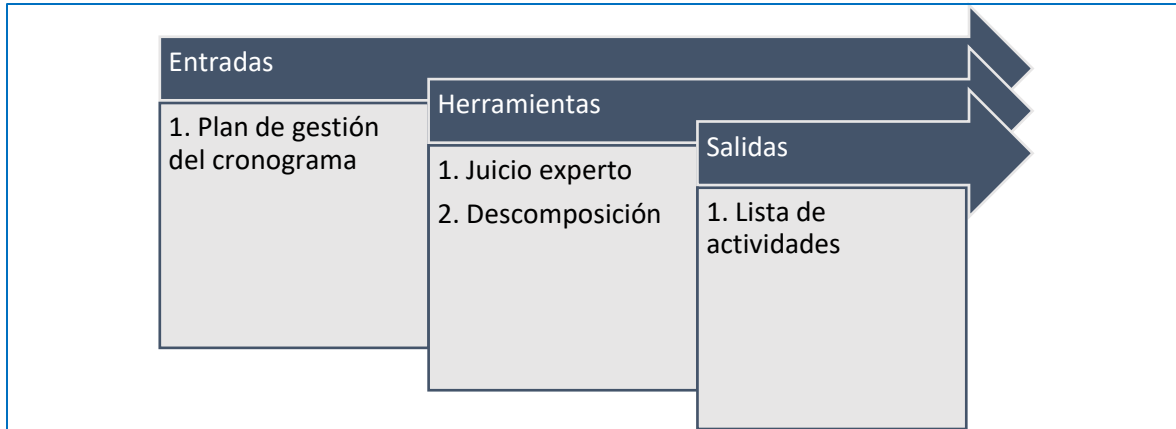 Entradas
1. Plan de gestión
del cronograma
Herramientas
1. Juicio experto
2. Descomposición
Salidas
1. Lista de
actividades